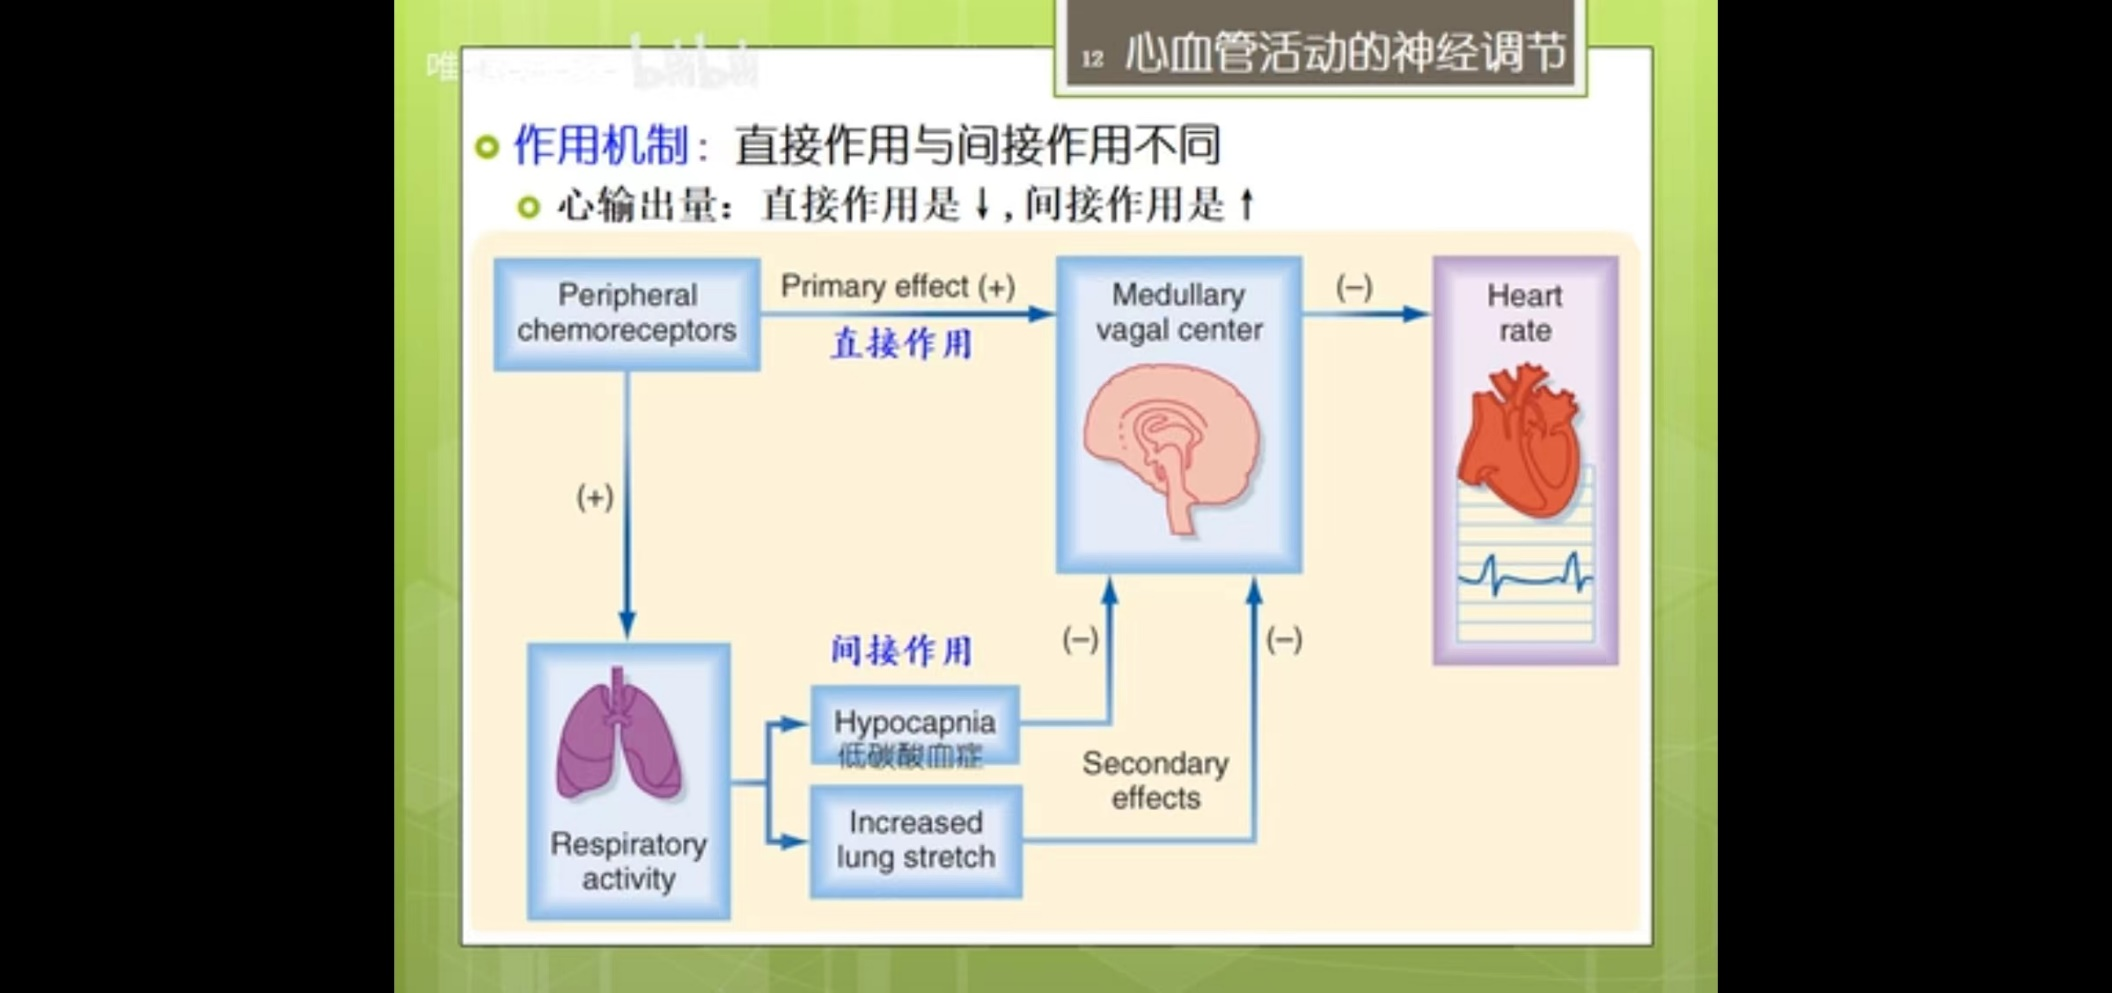 12 心血管活动的神经调节
作用机制：直接作用与间接作用不同
心输出量：直接作用是↓,间接作用是↑
Peripheral
chemoreceptors
Primary effect (+)
直接作用
Medullary
vagal center
(–)
Heart
rate
(+)
间接作用
(–)
(–)
Hypocapnia
低碳酸血症
Secondary
effects
Increased
lung stretch
Respiratory
activity
唯
bilibili